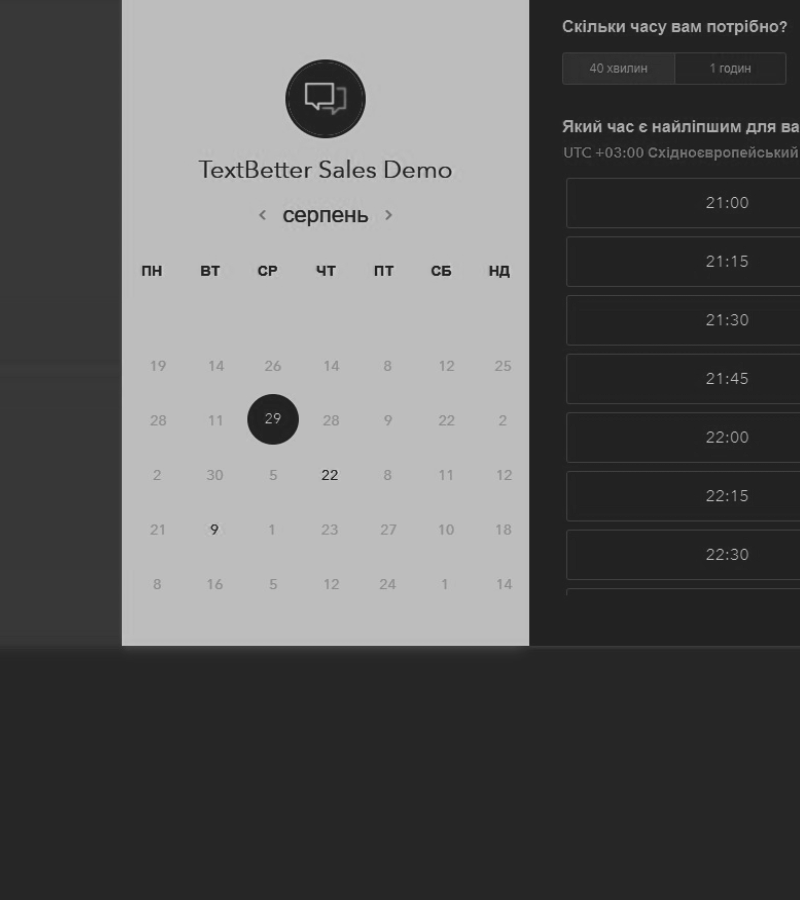 TextBetter Sales Demo
серпень
ПН ВТ СР ЧТ ПТ СБ НД
19 14 26 14 8 12 25
28 11 29 28 9 22 2
2 30 5 22 8 11 12
21 9 1 23 27 10 18
8 16 5 12 24 1 14
Скільки часу вам потрібно?
40 хвилин 1 годин
Який час є найліпшим для ва
UTC +03:00 Східноєвропейський
21:00
21:15
21:30
21:45
22:00
22:15
22:30